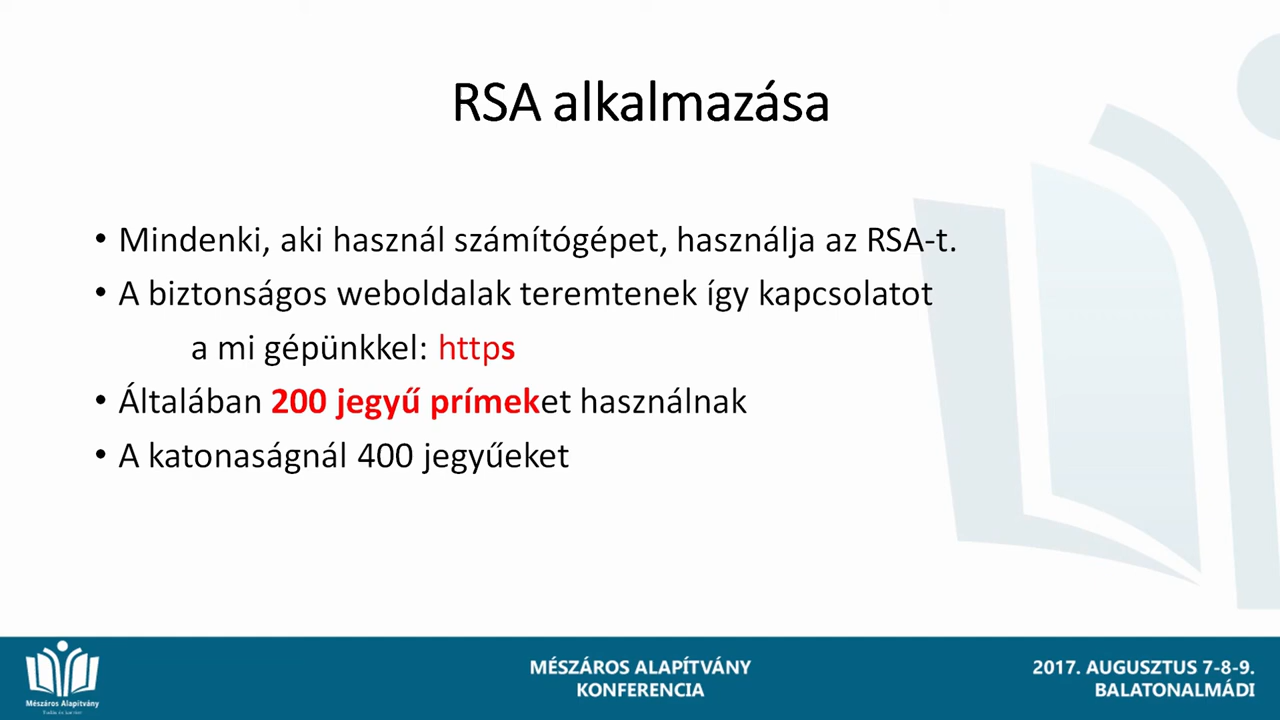 RSA alkalmazása
• Mindenki, aki használ számítógépet, használja az RSA-t.
• A biztonságos weboldalak teremtenek így kapcsolatot
a mi gépünkkel: https
• Általában 200 jegyű prímeket használnak
• A katonaságnál 400 jegyűeket
Mészáros Alapítvány
MÉSZÁROS ALAPÍTVÁNY
KONFERENCIA
2017. AUGUSZTUS 7-8-9.
BALATONALMÁDI